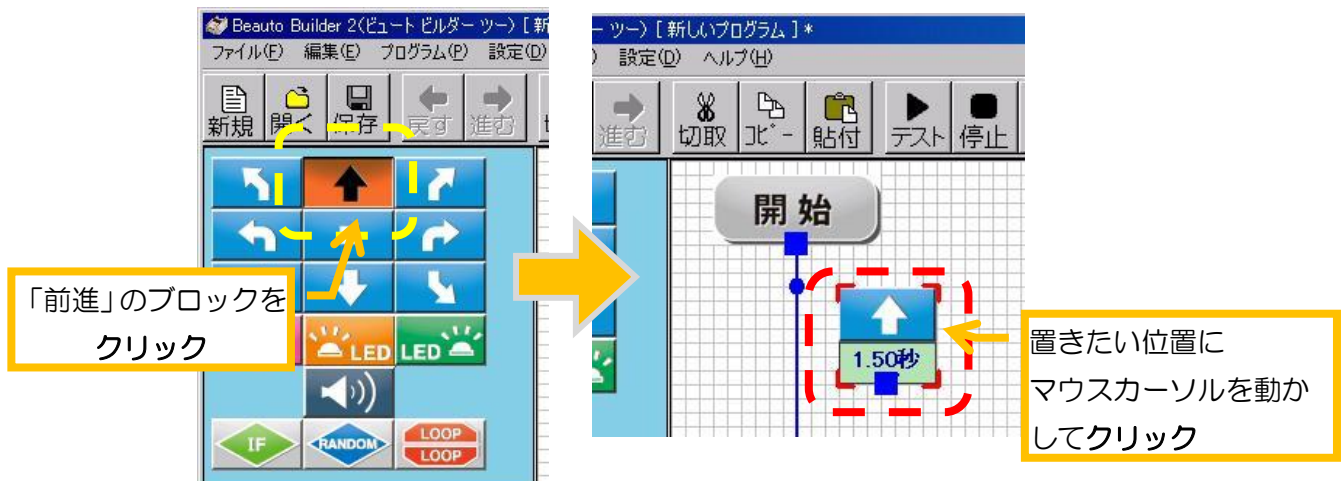 Beauto Builder 2(ビュート ビルダー ツー) [ 新
ファイル(F) 編集(E) プログラム(P) 設定(D)
新規 開く 保存 戻す 進む
「前進」のブロックを
クリック
LED LED
IF RANDOM LOOP
LOOP
ー ツー) [ 新しいプログラム ] *
設定(D) ヘルプ(H)
進む 切取 コピー 貼付 テスト 停止
開始
1.50秒
置きたい位置に
マウスカーソルを動か
してクリック